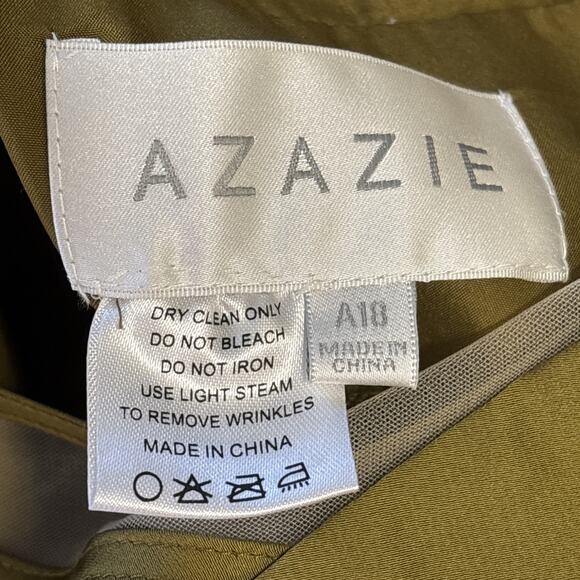 AZAZIE
DRY CLEAN ONLY
DO NOT BLEACH
DO NOT IRON
USE LIGHT STEAM
TO REMOVE WRINKLES
MADE IN CHINA
A18
MADE IN
CHINA